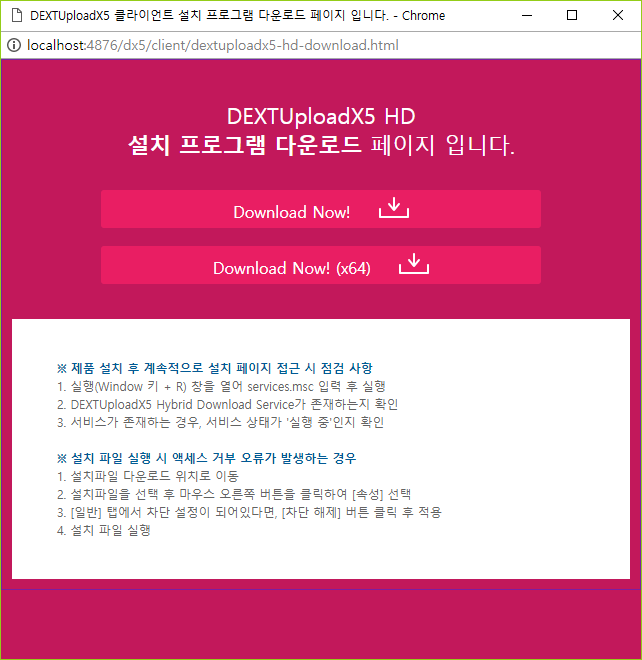 DEXTUploadX5 클라이언트 설치 프로그램 다운로드 페이지 입니다. - Chrome
localhost:4876/dx5/client/dextuploadx5-hd-download.html
DEXTUploadX5 HD
설치 프로그램 다운로드 페이지 입니다.
Download Now!
Download Now! (x64)
※ 제품 설치 후 계속적으로 설치 페이지 접근 시 점검 사항
1. 실행(Window 키 + R) 창을 열어 services.msc 입력 후 실행
2. DEXTUploadX5 Hybrid Download Service가 존재하는지 확인
3. 서비스가 존재하는 경우, 서비스 상태가 '실행 중'인지 확인
※ 설치 파일 실행 시 액세스 거부 오류가 발생하는 경우
1. 설치파일 다운로드 위치로 이동
2. 설치파일을 선택 후 마우스 오른쪽 버튼을 클릭하여 [속성] 선택
3. [일반] 탭에서 차단 설정이 되어있다면, [차단 해제] 버튼 클릭 후 적용
4. 설치 파일 실행